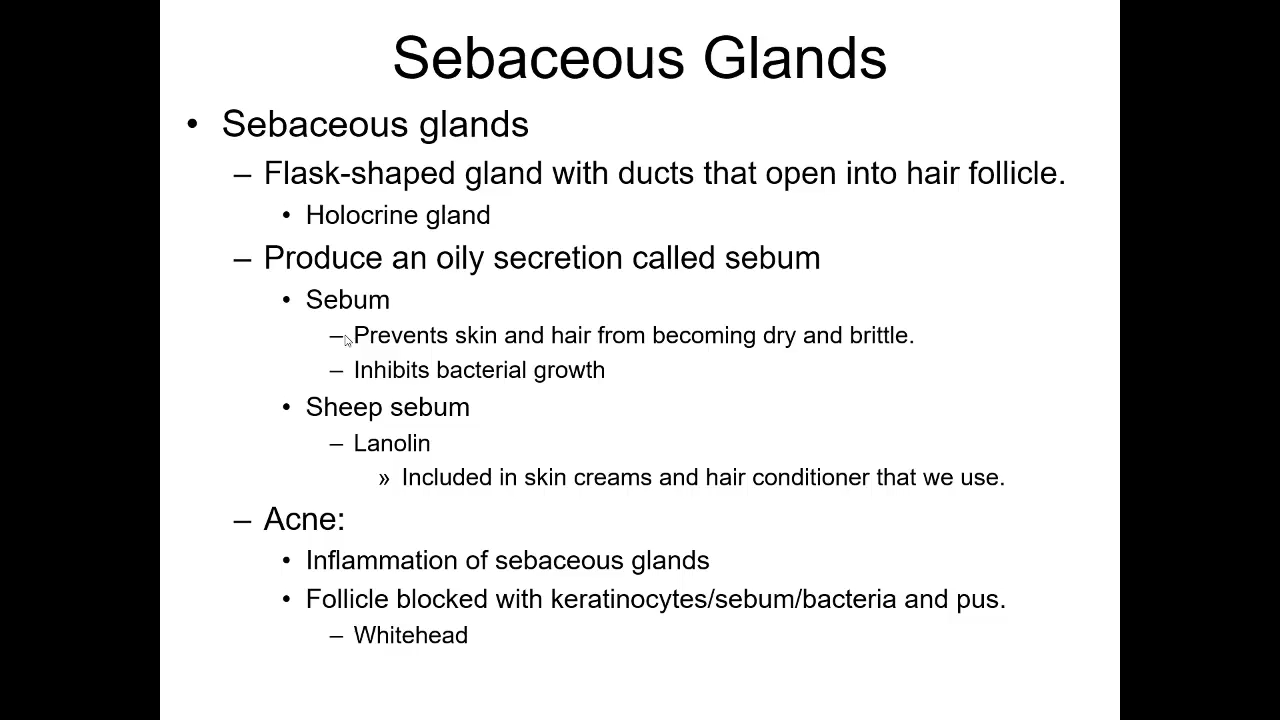 Sebaceous Glands
• Sebaceous glands
– Flask-shaped gland with ducts that open into hair follicle.
• Holocrine gland
– Produce an oily secretion called sebum
• Sebum
– Prevents skin and hair from becoming dry and brittle.
– Inhibits bacterial growth
• Sheep sebum
– Lanolin
» Included in skin creams and hair conditioner that we use.
– Acne:
• Inflammation of sebaceous glands
• Follicle blocked with keratinocytes/sebum/bacteria and pus.
– Whitehead